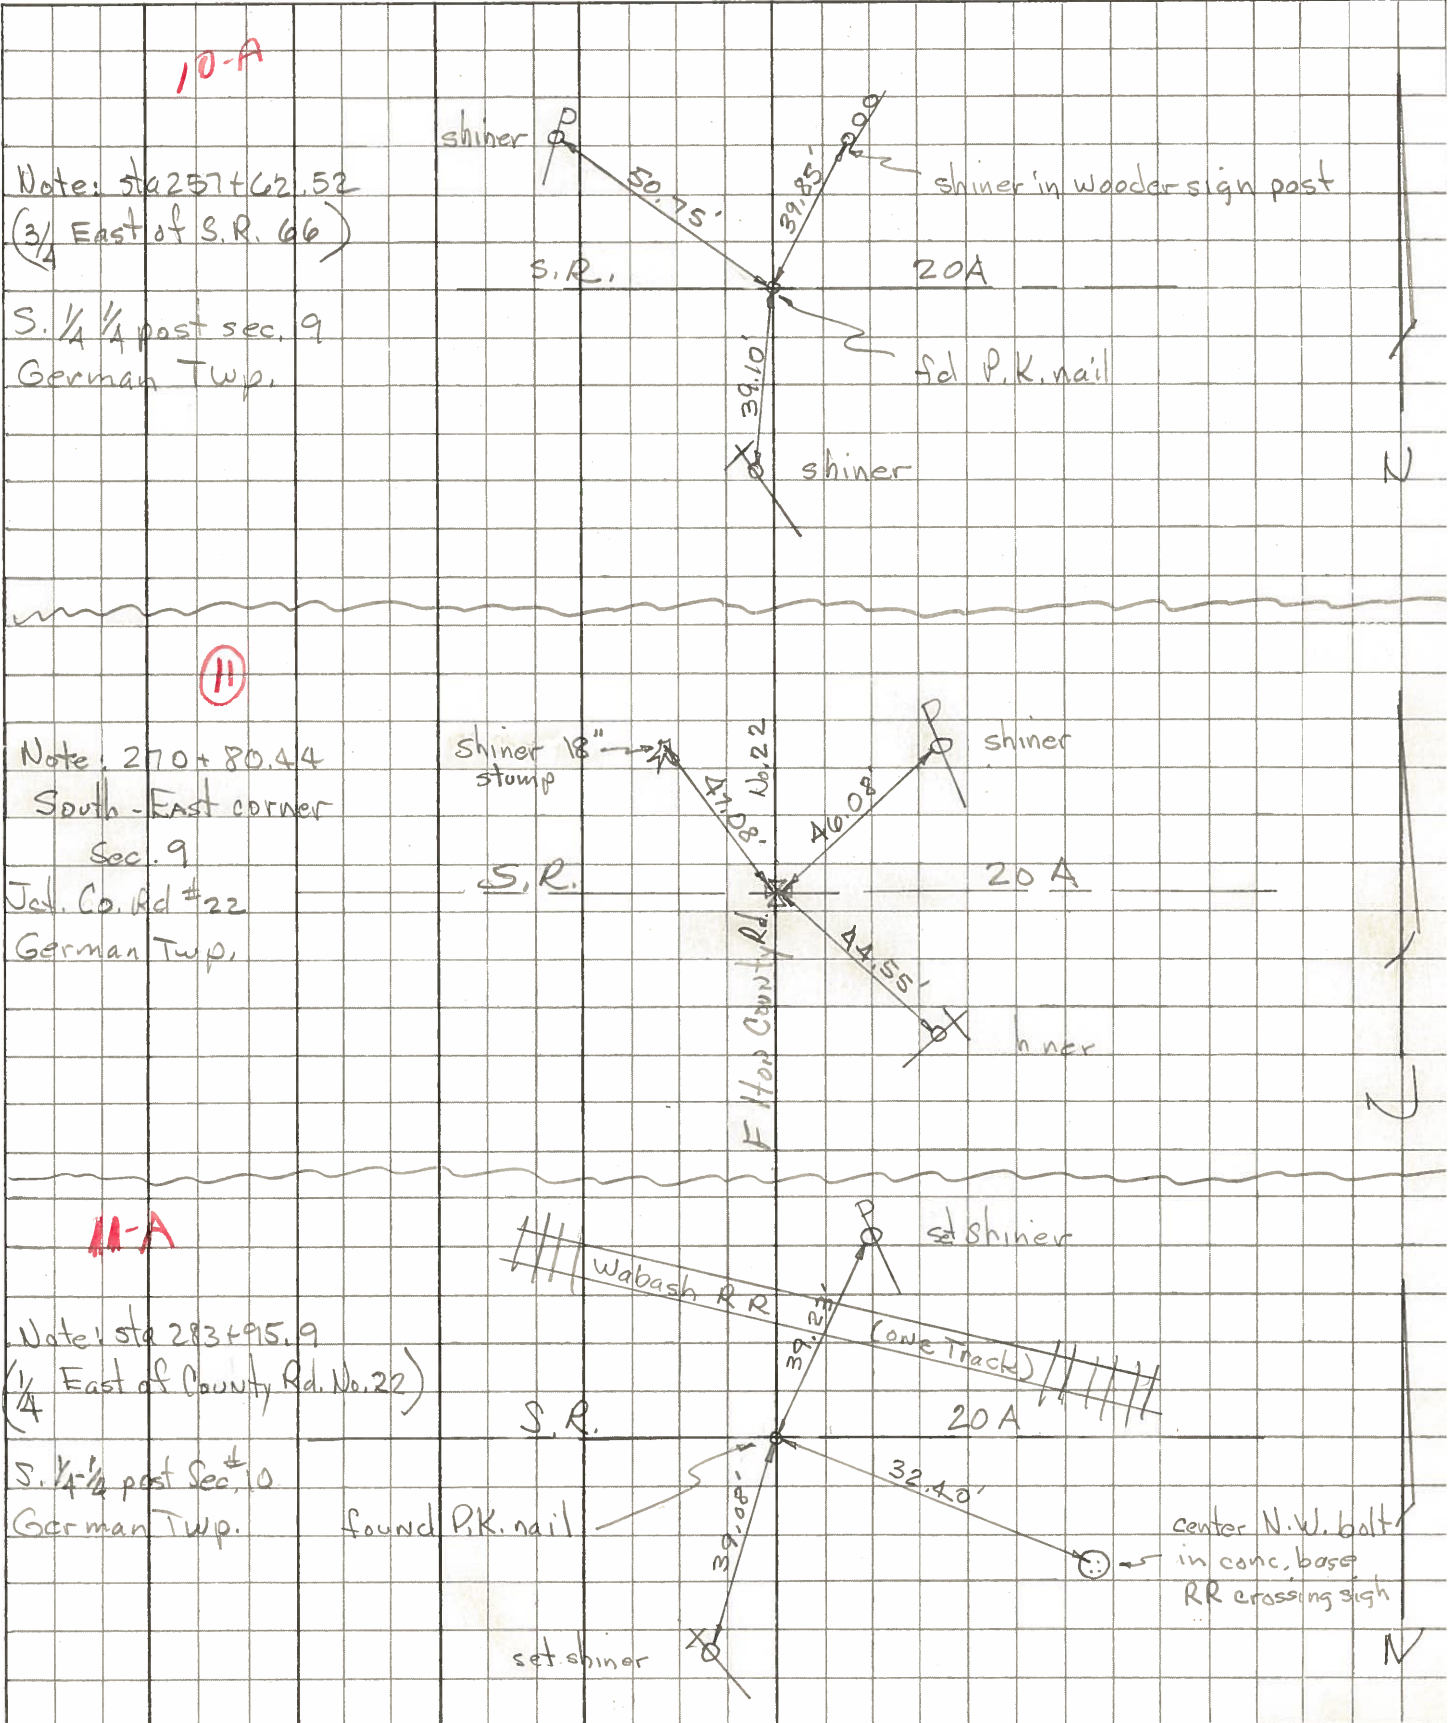 10-A
Note: sta 257+62.52
(3/4 East of S.R. 66)
S. 1/4 1/4 post sec. 9
German Twp.
shiner
P
50.75'
39.85'
shiner in wooden sign post
S.R.
20A
39.10'
fd P.K. nail
X
shiner
N
11
Note: 270+80.44
South-East corner
Sec. 9
Jct. Co. Rd #22
German Twp.
shiner 18"
stump
47.08'
No. 22
46.08'
P
shiner
S.R.
20 A
44.55'
X
h ner
F lton County Rd.
N
11-A
Note: sta 283+95.9
(1/4 East of County Rd. No. 22)
S. 1/4-1/4 post Sec. #10
German Twp.
P
set shiner
Wabash RR
(one Track)
39.23'
S.R.
20 A
32.40'
found P.K. nail
39.08'
center N.W. bolt
in conc. base
RR crossing sign
X
set shiner
N